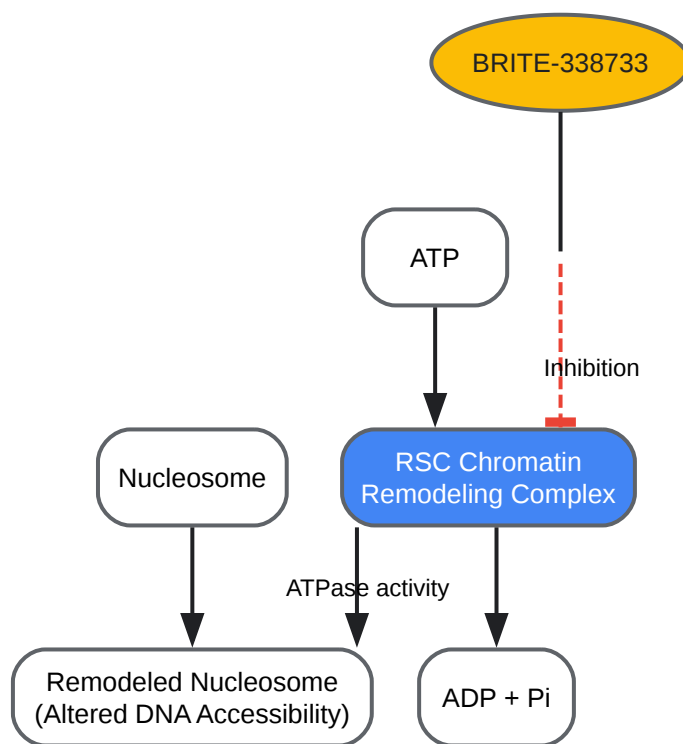 BRITE-338733
ATP
Inhibition
Nucleosome
RSC Chromatin
Remodeling Complex
ATPase activity
Remodeled Nucleosome
(Altered DNA Accessibility)
ADP + Pi